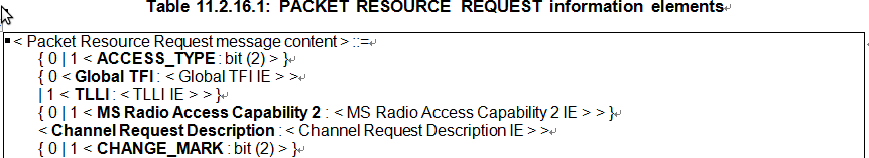 Table 11.2.16.1: PACKET RESOURCE REQUEST information elements
< Packet Resource Request message content > ::=
{ 0 | 1 < ACCESS_TYPE : bit (2) > }
{ 0 < Global TFI : < Global TFI IE > >
| 1 < TLLI : < TLLI IE > > }
{ 0 | 1 < MS Radio Access Capability 2 : < MS Radio Access Capability 2 IE > > }
< Channel Request Description : < Channel Request Description IE > >
{ 0 | 1 < CHANGE_MARK : bit (2) > }